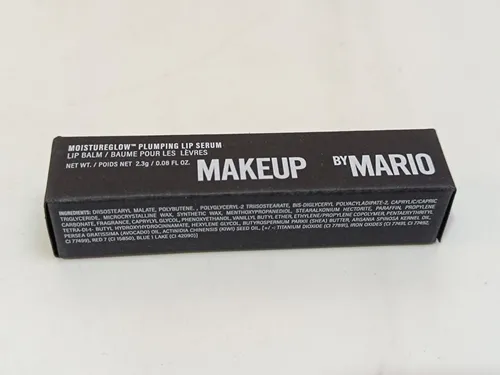 MOISTUREGLOW™ PLUMPING LIP SERUM
LIP BALM / BAUME POUR LES LÈVRES
NET WT. / POIDS NET 2.3g / 0.08 FL OZ.
MAKEUP BY MARIO
INGREDIENTS: DIISOSTEARYL MALATE, POLYBUTENE, POLYGLYCERYL-2 TRIISOSTEARATE, BIS-DIGLYCERYL POLYACYLADIPATE-2, CAPRYLIC/CAPRIC
TRIGLYCERIDE, MICROCRYSTALLINE WAX, SYNTHETIC WAX, MENTHOXYPROPANEDIOL, STEARALKONIUM HECTORITE, PARAFFIN, PROPYLENE
CARBONATE, FRAGRANCE, CAPRYLYL GLYCOL, PHENOXYETHANOL, VANILLYL BUTYL ETHER, ETHYLENE/PROPYLENE COPOLYMER, PENTAERYTHRITYL
TETRA-DI-t- BUTYL HYDROXYHYDROCINNAMATE, HEXYLENE GLYCOL, BUTYROSPERMUM PARKII (SHEA) BUTTER, ARGANIA SPINOSA KERNEL OIL,
PERSEA GRATISSIMA (AVOCADO) OIL, ACTINIDIA CHINENSIS (KIWI) SEED OIL, [+/-: TITANIUM DIOXIDE (CI 77891), IRON OXIDES (CI 77491, CI 77492,
CI 77499), RED 7 (CI 15850), BLUE 1 LAKE (CI 42090)]